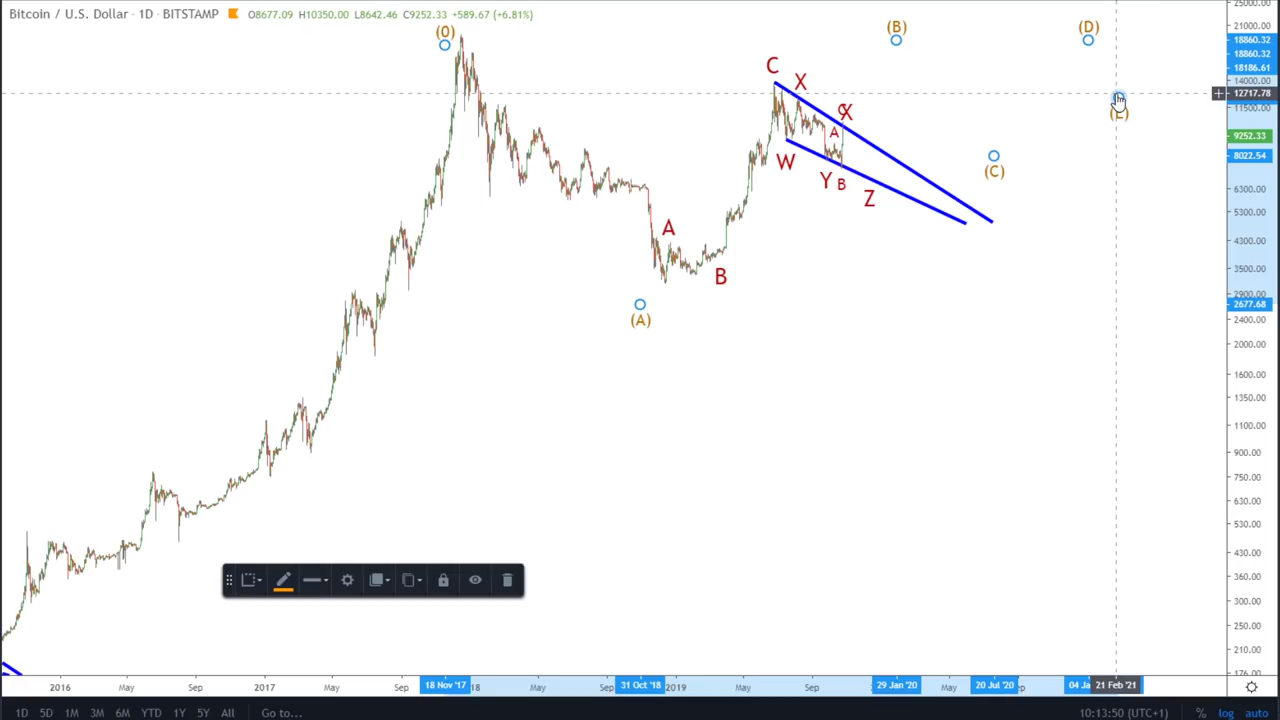 Bitcoin / U.S. Dollar · 1D · BITSTAMP O8677.09 H10350.00 L8642.46 C9252.33 +589.67 (+6.81%)
(0)
(B)
(D)
C
X
X
A
W
Y
B
Z
(C)
(E)
A
B
(A)
25000.00
21000.00
18860.32
18860.32
18186.61
14000.00
12717.78
11500.00
9252.33
8022.54
6300.00
5300.00
4300.00
3500.00
2900.00
2677.68
2400.00
2000.00
1600.00
1350.00
1100.00
900.00
750.00
630.00
530.00
430.00
360.00
300.00
250.00
210.00
176.00
2016 May Sep 2017 May Sep 18 Nov '17 18 May Sep 31 Oct '18 2019 May Sep 29 Jan '20 May 20 Jul '20 ep 04 Ja 21 Feb '21
1D 5D 1M 3M 6M YTD 1Y 5Y All Go to... 10:13:50 (UTC+1) % log auto